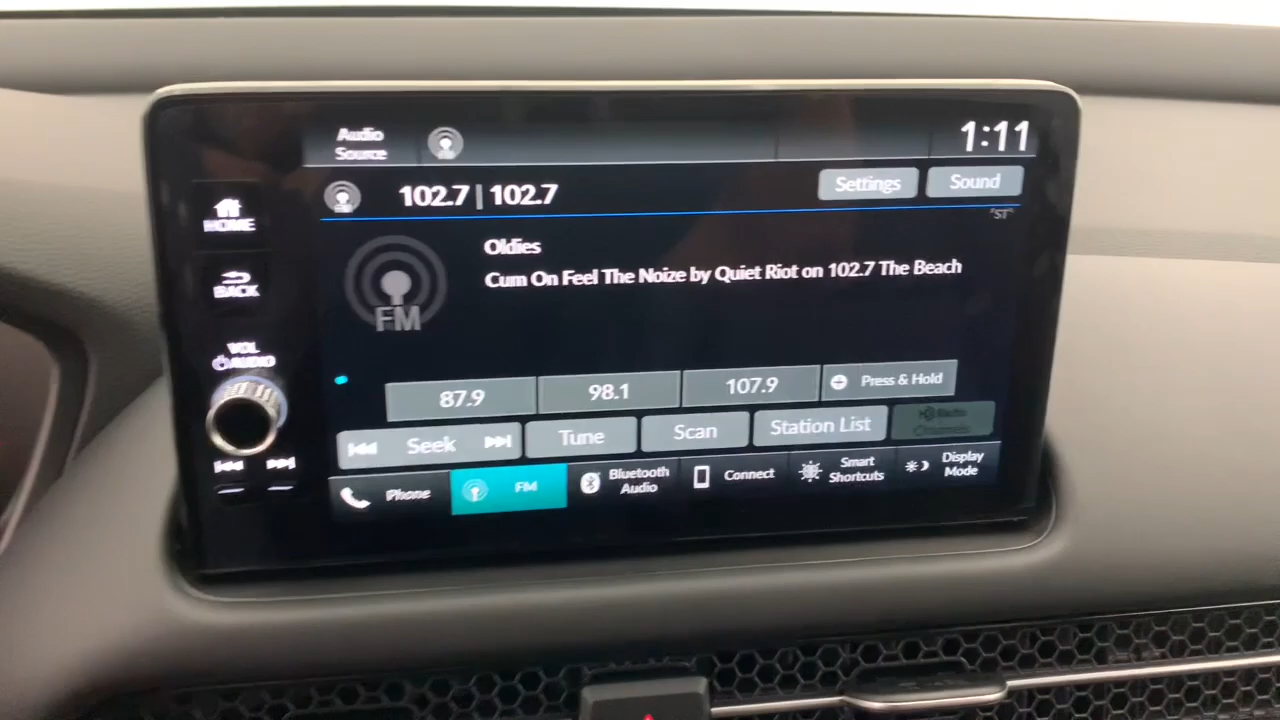 Audio
Source
1:11
102.7 | 102.7
Settings
Sound
"ST"
HOME
BACK
VOL
AUDIO
Oldies
Cum On Feel The Noize by Quiet Riot on 102.7 The Beach
FM
87.9
98.1
107.9
Press & Hold
Seek
Tune
Scan
Station List
Radio
Channels
Phone
FM
Bluetooth
Audio
Connect
Smart
Shortcuts
Display
Mode